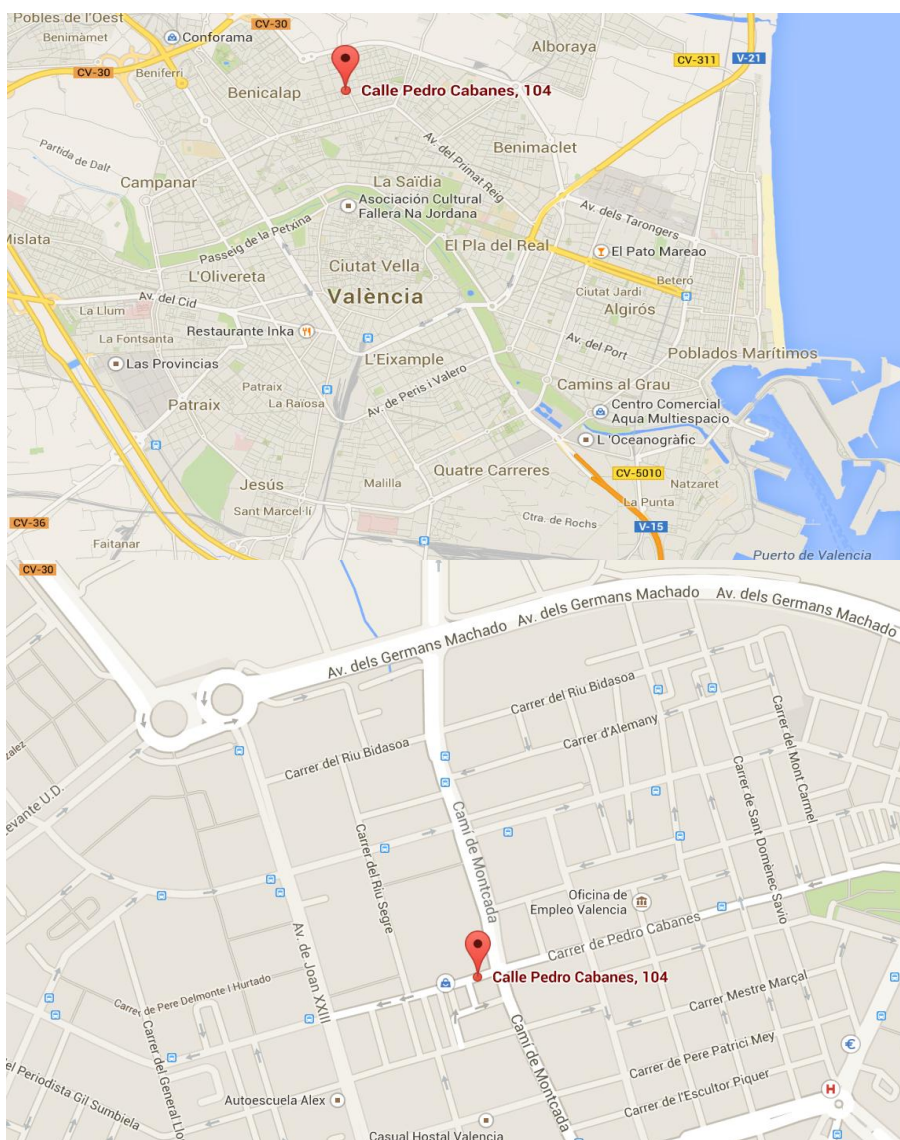 Pobles de l'Oest
CV-30
Conforama
Benimàmet
CV-30
Beniferri
Alboraya
CV-311
V-21
Benicalap
Calle Pedro Cabanes, 104
Av. del Primat Reig
Benimaclet
Partida de Dalt
Campanar
La Saïdia
Asociación Cultural
Fallera Na Jordana
Av. dels Tarongers
Mislata
Passeig de la Petxina
El Pla del Real
El Pato Mareao
L'Olivereta
Ciutat Vella
Beteró
Ciutat Jardi
Av. del Cid
València
Algirós
La Llum
Restaurante Inka
La Fontsanta
Av. del Port
L'Eixample
Poblados Marítimos
Las Provincias
Patraix
Camins al Grau
Patraix
La Raiosa
Av. de Peris i Valero
Centro Comercial
Aqua Multiespacio
L 'Oceanogràfic
Quatre Carreres
CV-5010
Jesús
Malilla
Natzaret
La Punta
Sant Marcel·lí
Ctra. de Rochs
CV-36
V-15
Faitanar
Puerto de Valencia
CV-30
Av. dels Germans Machado
Av. dels Germans Machado
Av. dels Germans Machado
Av. dels Germans Machado
Carrer del Riu Bidasoa
Carrer d'Alemany
Carrer del Riu Bidasoa
Carrer del Mont Carmel
Carrer de Sant Domènec Savio
Levante U.D.
Camí de Montcada
Carrer del Riu Segre
Oficina de
Empleo Valencia
Carrer de Pedro Cabanes
Av. de Joan XXIII
Calle Pedro Cabanes, 104
Carrer de Pere Delmonte I Hurtado
Carrer Mestre Marçal
Camí de Montcada
Carrer del General Llo
Carrer de Pere Patrici Mey
€
el Periodista Gil Sumbiela
Autoescuela Alex
Carrer de l'Escultor Piquer
H
Casual Hostal Valencia